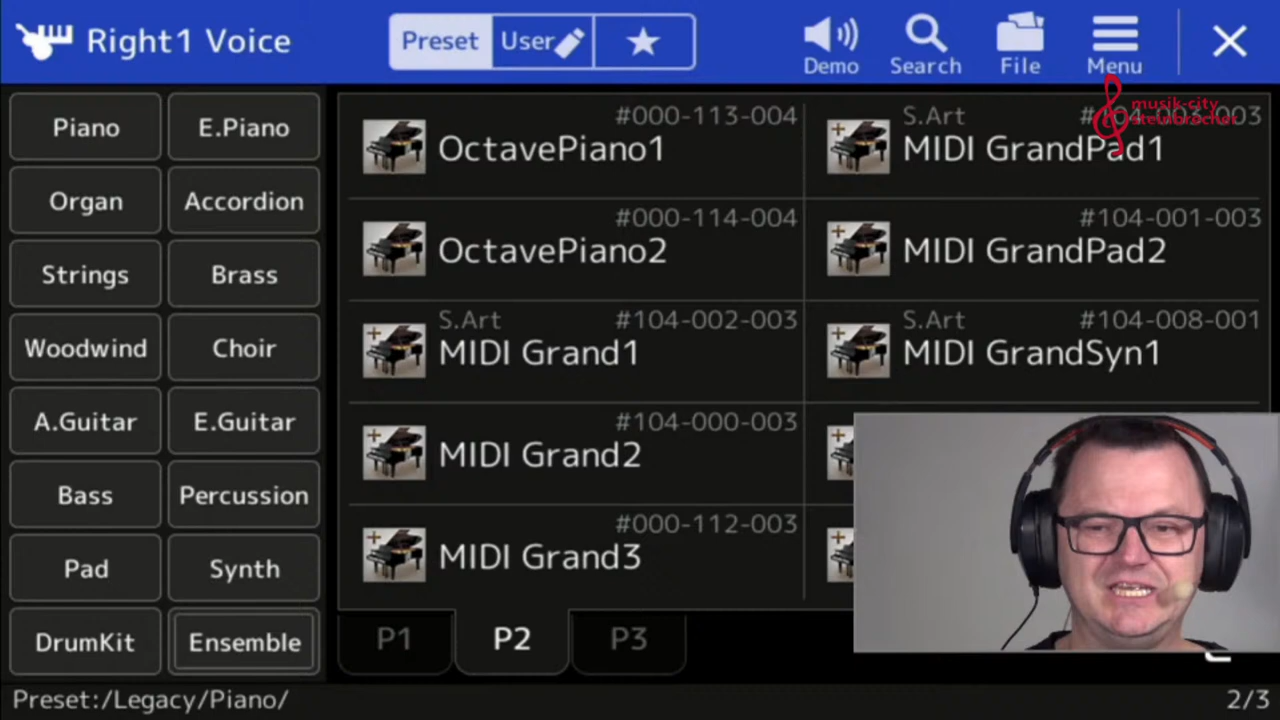 Right1 Voice
Preset
User
Demo
Search
File
Menu
musik-city
steinbrecher
Piano
E.Piano
Organ
Accordion
Strings
Brass
Woodwind
Choir
A.Guitar
E.Guitar
Bass
Percussion
Pad
Synth
DrumKit
Ensemble
#000-113-004
OctavePiano1
S.Art
MIDI GrandPad1
#000-114-004
OctavePiano2
#104-001-003
MIDI GrandPad2
S.Art #104-002-003
MIDI Grand1
S.Art #104-008-001
MIDI GrandSyn1
#104-000-003
MIDI Grand2
#000-112-003
MIDI Grand3
P1
P2
P3
Preset:/Legacy/Piano/
2/3